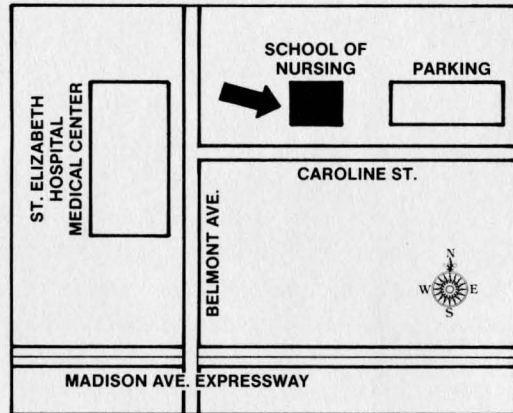 SCHOOL OF
NURSING
PARKING
ST. ELIZABETH
HOSPITAL
MEDICAL CENTER
CAROLINE ST.
BELMONT AVE.
N
W E
S
MADISON AVE. EXPRESSWAY